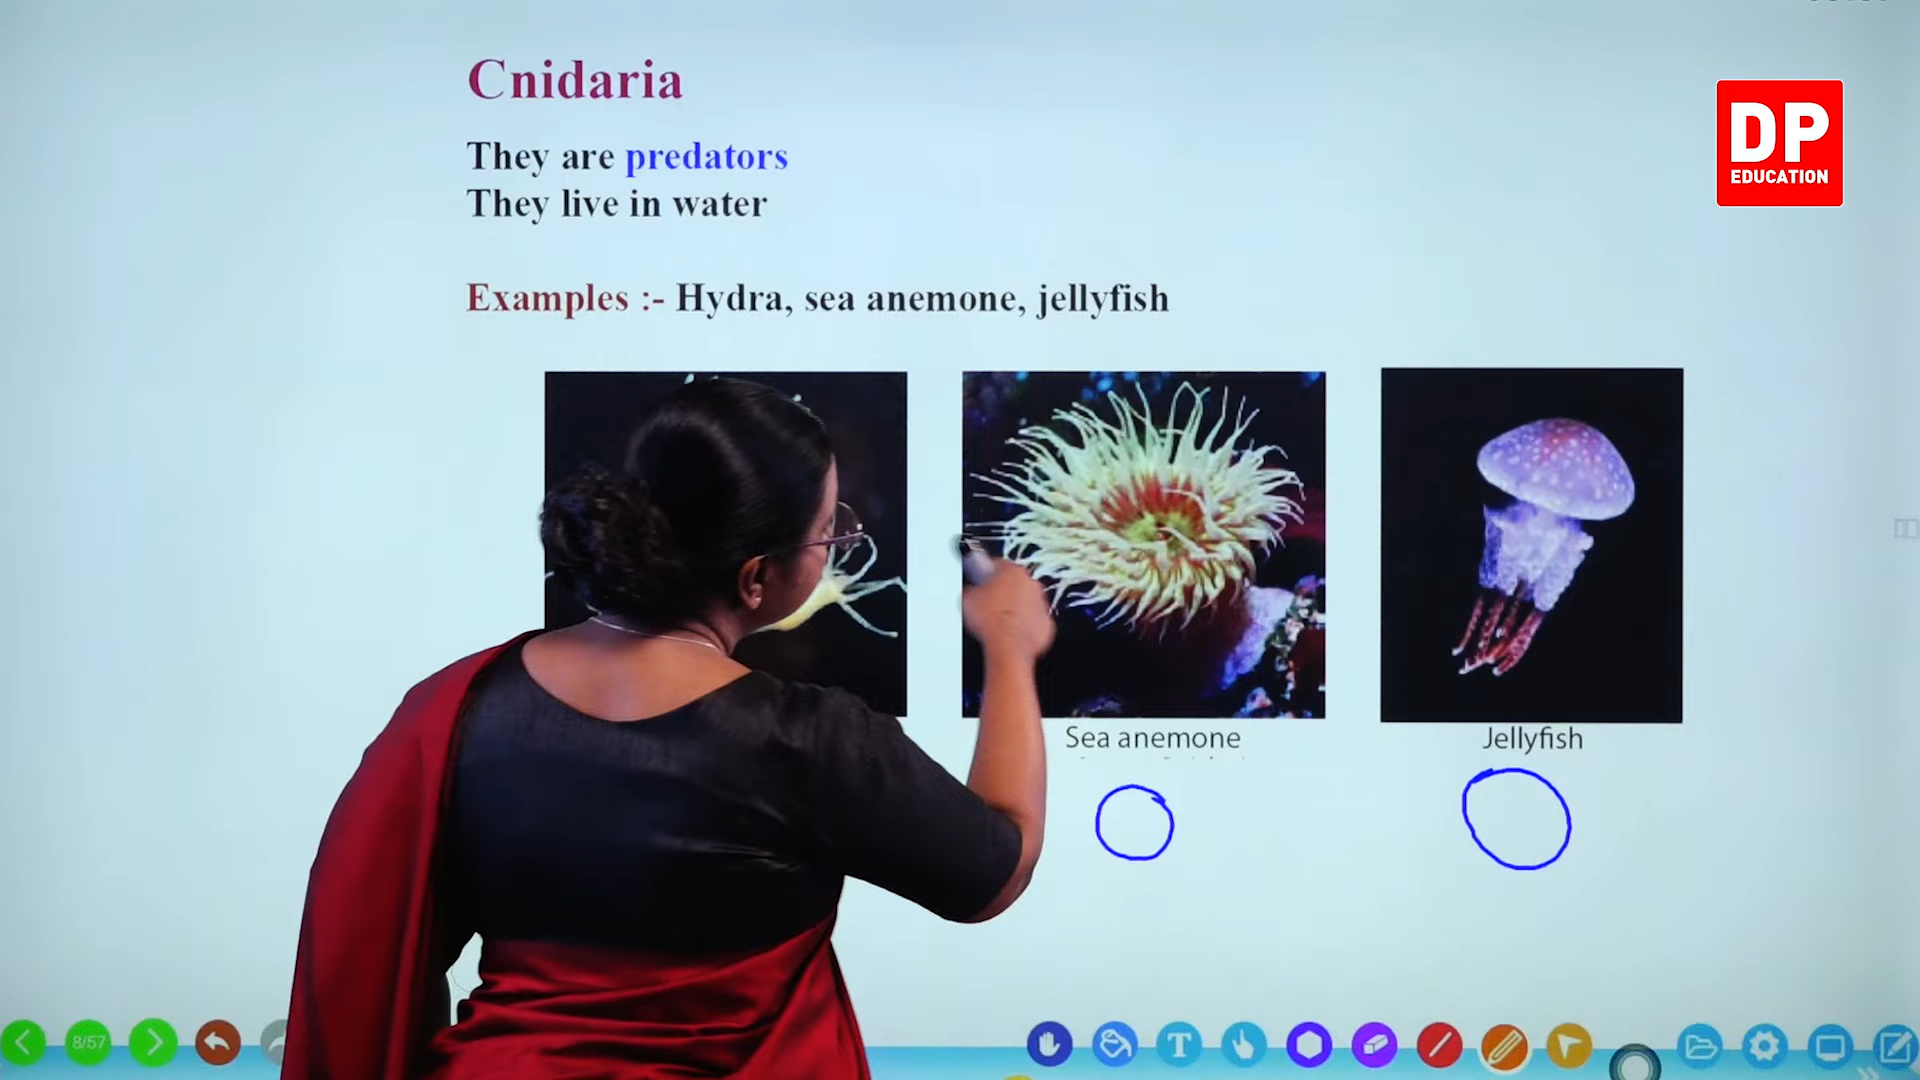 Cnidaria
DP
EDUCATION
They are predators
They live in water
Examples :- Hydra, sea anemone, jellyfish
Sea anemone
Jellyfish
8/57
T